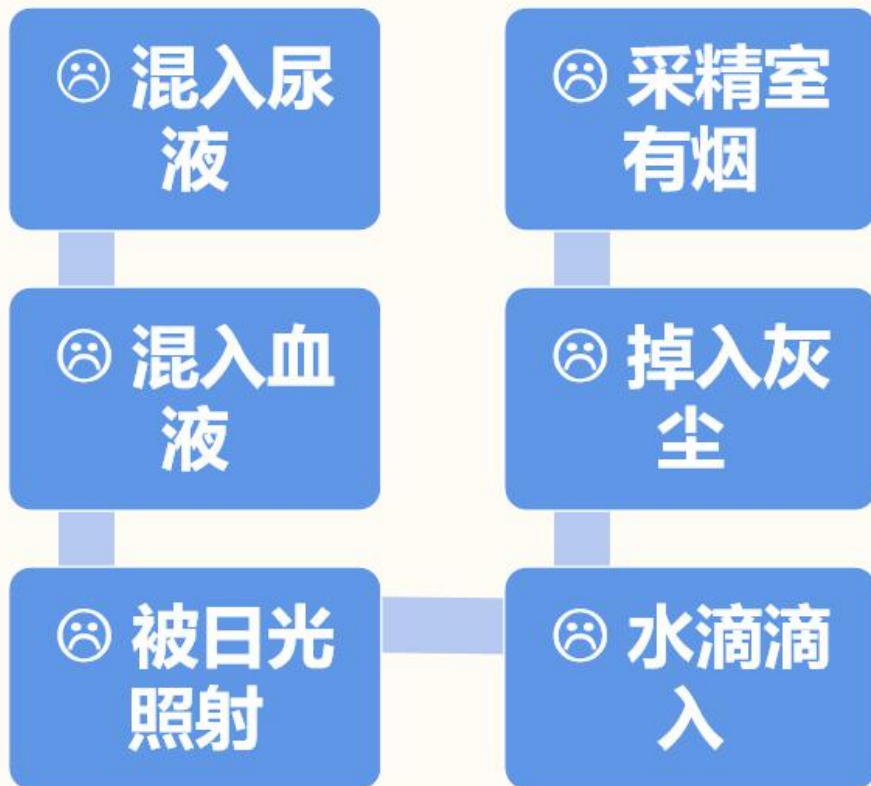 ☹ 混入尿
液
☹ 混入血
液
☹ 被日光
照射
☹ 水滴滴
入
☹ 掉入灰
尘
☹ 采精室
有烟